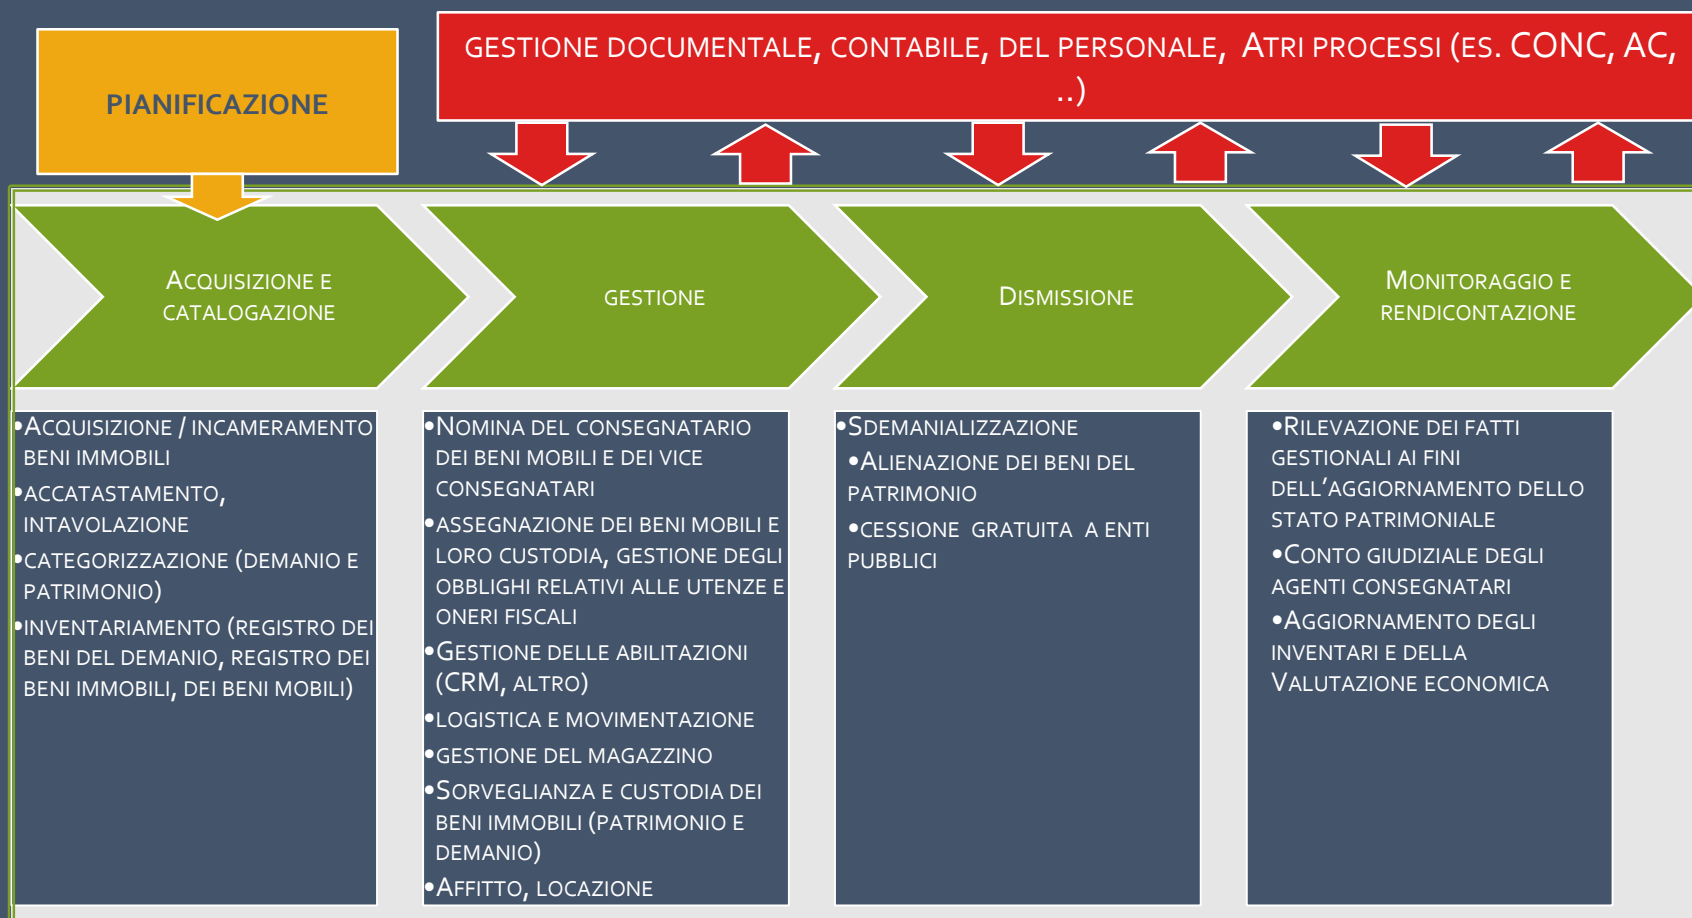 PIANIFICAZIONE
GESTIONE DOCUMENTALE, CONTABILE, DEL PERSONALE, ATRI PROCESSI (ES. CONC, AC,
..)
ACQUISIZIONE E
CATALOGAZIONE
GESTIONE
DISMISSIONE
MONITORAGGIO E
RENDICONTAZIONE
•ACQUISIZIONE / INCAMERAMENTO
BENI IMMOBILI
•ACCATASTAMENTO,
INTAVOLAZIONE
•CATEGORIZZAZIONE (DEMANIO E
PATRIMONIO)
•INVENTARIAMENTO (REGISTRO DEI
BENI DEL DEMANIO, REGISTRO DEI
BENI IMMOBILI, DEI BENI MOBILI)
•NOMINA DEL CONSEGNATARIO
DEI BENI MOBILI E DEI VICE
CONSEGNATARI
•ASSEGNAZIONE DEI BENI MOBILI E
LORO CUSTODIA, GESTIONE DEGLI
OBBLIGHI RELATIVI ALLE UTENZE E
ONERI FISCALI
•GESTIONE DELLE ABILITAZIONI
(CRM, ALTRO)
•LOGISTICA E MOVIMENTAZIONE
•GESTIONE DEL MAGAZZINO
•SORVEGLIANZA E CUSTODIA DEI
BENI IMMOBILI (PATRIMONIO E
DEMANIO)
•AFFITTO, LOCAZIONE
•SDEMANIALIZZAZIONE
•ALIENAZIONE DEI BENI DEL
PATRIMONIO
•CESSIONE GRATUITA A ENTI
PUBBLICI
•RILEVAZIONE DEI FATTI
GESTIONALI AI FINI
DELL'AGGIORNAMENTO DELLO
STATO PATRIMONIALE
•CONTO GIUDIZIALE DEGLI
AGENTI CONSEGNATARI
•AGGIORNAMENTO DEGLI
INVENTARI E DELLA
VALUTAZIONE ECONOMICA